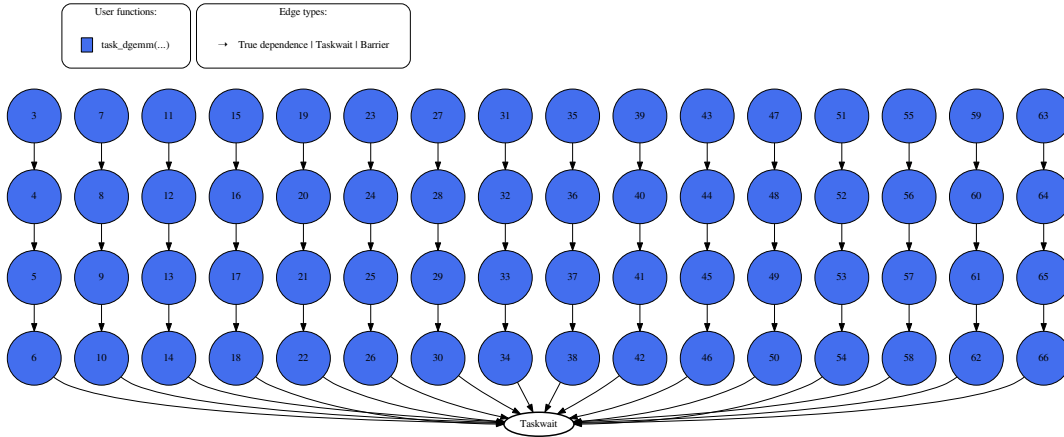 User functions:
task_dgemm(...)
Edge types:
→ True dependence | Taskwait | Barrier
3 7 11 15 19 23 27 31 35 39 43 47 51 55 59 63
4 8 12 16 20 24 28 32 36 40 44 48 52 56 60 64
5 9 13 17 21 25 29 33 37 41 45 49 53 57 61 65
6 10 14 18 22 26 30 34 38 42 46 50 54 58 62 66
Taskwait